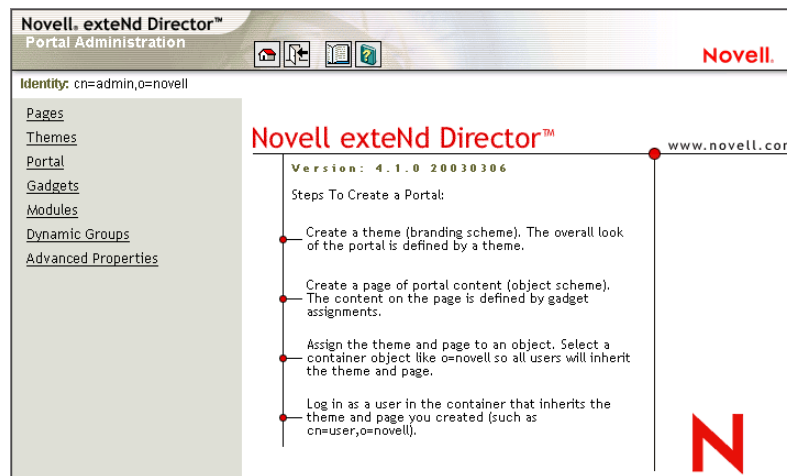 Novell® exteNd Director™
Portal Administration
Novell®
Identity: cn=admin,o=novell
Pages
Themes
Portal
Gadgets
Modules
Dynamic Groups
Advanced Properties
Novell exteNd Director™
www.novell.com
Version: 4.1.0 20030306
Steps To Create a Portal:
Create a theme (branding scheme). The overall look
of the portal is defined by a theme.
Create a page of portal content (object scheme).
The content on the page is defined by gadget
assignments.
Assign the theme and page to an object. Select a
container object like o=novell so all users will inherit
the theme and page.
Log in as a user in the container that inherits the
theme and page you created (such as
cn=user,o=novell).
N